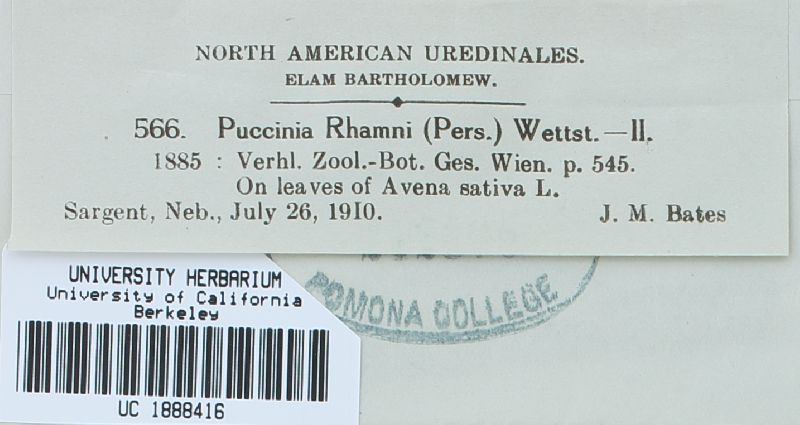 NORTH AMERICAN UREDINALES.
ELAM BARTHOLOMEW.
566. Puccinia Rhamni (Pers.) Wettst.—II.
1885 : Verhl. Zool.-Bot. Ges. Wien. p. 545.
On leaves of Avena sativa L.
Sargent, Neb., July 26, 1910. J. M. Bates
POMONA COLLEGE
UNIVERSITY HERBARIUM
University of California
Berkeley
UC 1888416